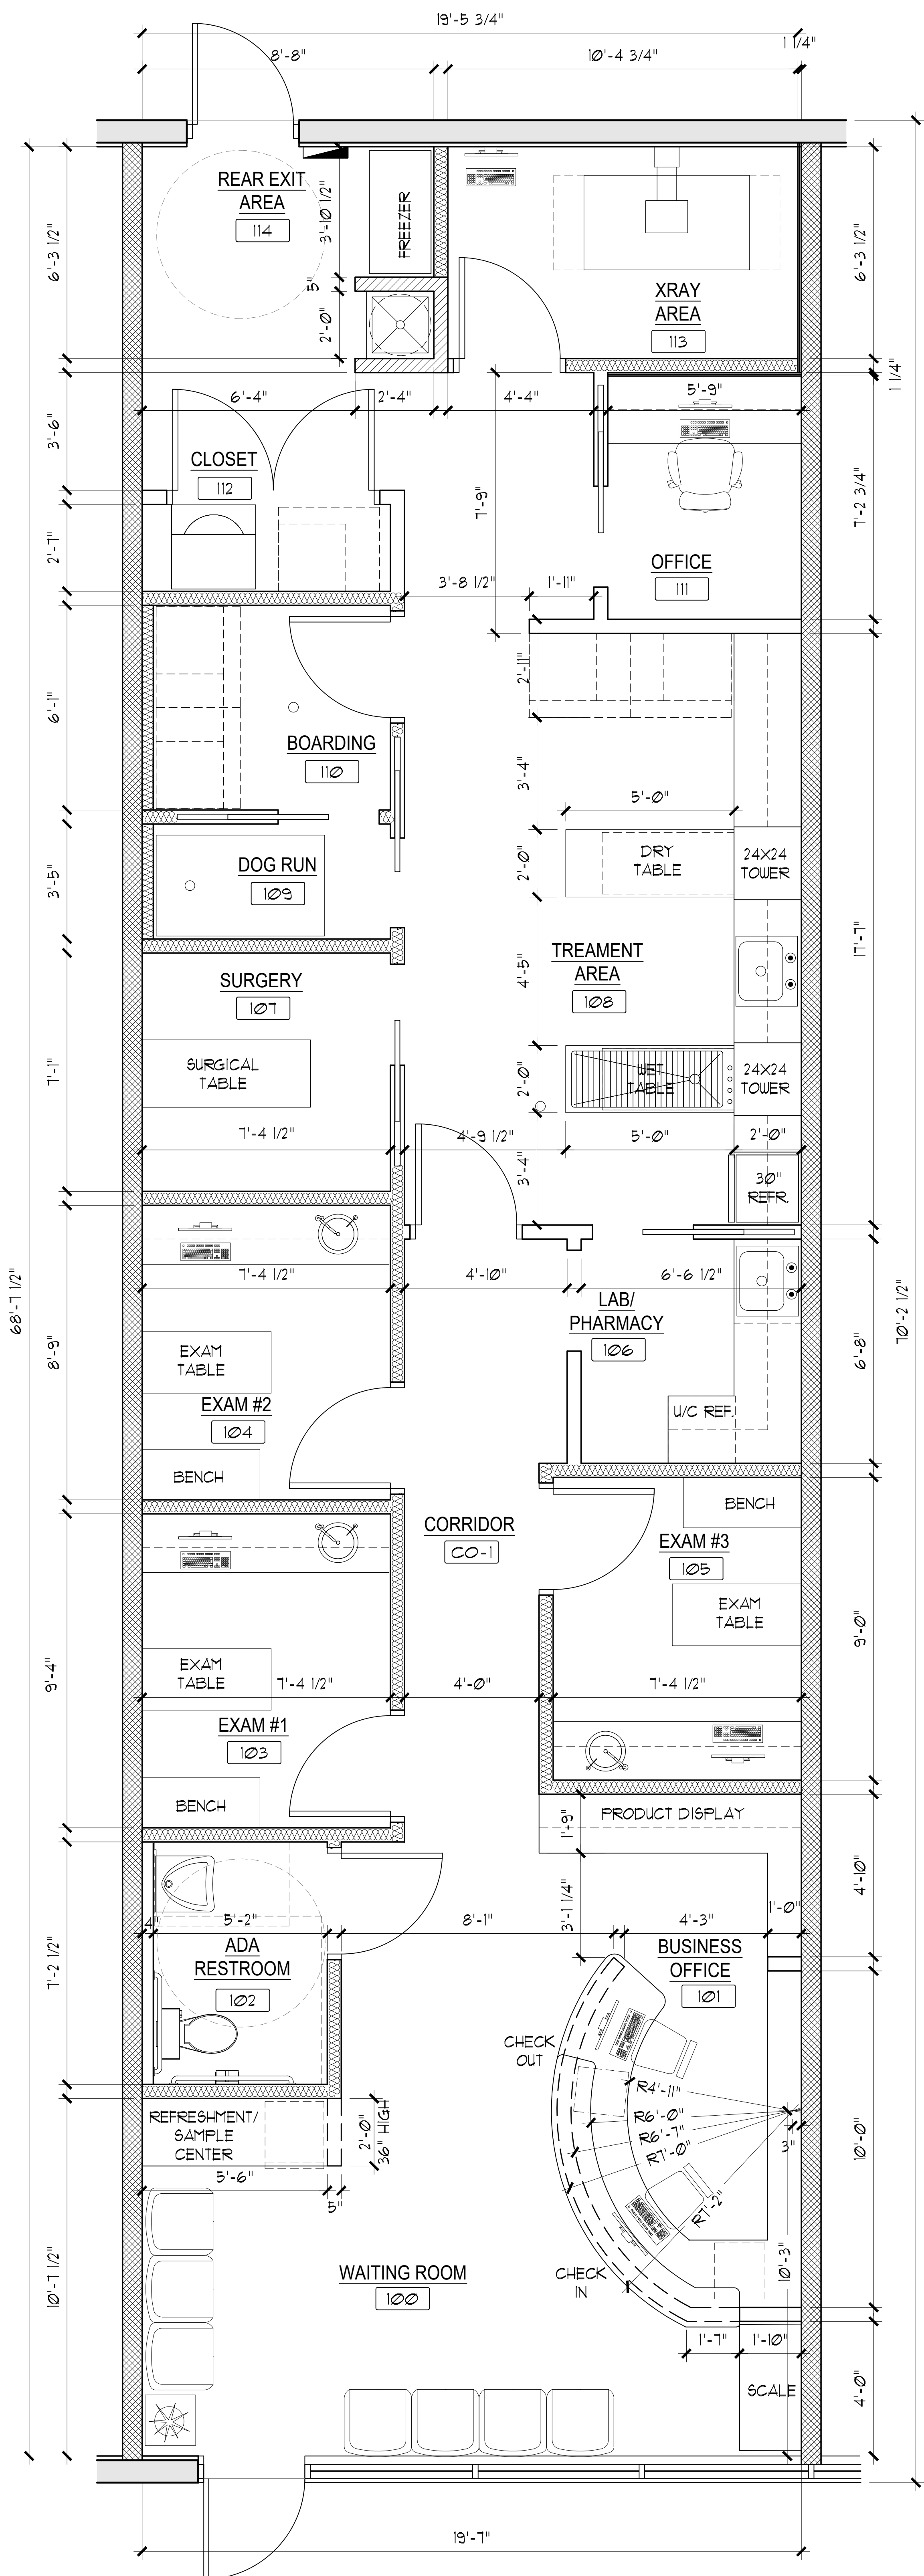 19'-5 3/4"
1 1/4"
8'-8"
10'-4 3/4"
REAR EXIT
AREA
114
3'-10 1/2"
FREEZER
6'-3 1/2"
5"
2'-0"
XRAY
AREA
113
6'-3 1/2"
1 1/4"
6'-4"
2'-4"
4'-4"
5'-9"
3'-6"
CLOSET
112
7'-9"
7'-2 3/4"
2'-7"
OFFICE
111
3'-8 1/2"
1'-11"
2'-11"
6'-1"
BOARDING
110
3'-4"
5'-0"
DOG RUN
109
3'-5"
2'-0"
DRY
TABLE
24X24
TOWER
17'-7"
SURGERY
107
TREAMENT
AREA
108
4'-5"
7'-1"
SURGICAL
TABLE
2'-0"
WET
TABLE
24X24
TOWER
7'-4 1/2"
4'-9 1/2"
5'-0"
2'-0"
3'-4"
30"
REFR.
7'-4 1/2"
4'-10"
6'-6 1/2"
68'-7 1/2"
70'-2 1/2"
LAB/
PHARMACY
106
8'-9"
6'-8"
EXAM
TABLE
EXAM #2
104
U/C REF.
BENCH
BENCH
CORRIDOR
CO-1
EXAM #3
105
EXAM
TABLE
9'-0"
9'-4"
EXAM
TABLE
7'-4 1/2"
4'-0"
7'-4 1/2"
EXAM #1
103
BENCH
PRODUCT DISPLAY
1'-9"
4'-10"
3'-1 1/4"
1'-0"
4"
5'-2"
8'-1"
4'-3"
ADA
RESTROOM
102
7'-2 1/2"
BUSINESS
OFFICE
101
CHECK
OUT
R4'-11"
R6'-0"
R6'-7"
R7'-0"
R7'-2"
3"
10'-0"
REFRESHMENT/
SAMPLE
CENTER
2'-0"
36" HIGH
5'-6"
5"
10'-7 1/2"
WAITING ROOM
100
CHECK
IN
10'-3"
1'-7"
1'-10"
SCALE
4'-0"
19'-7"